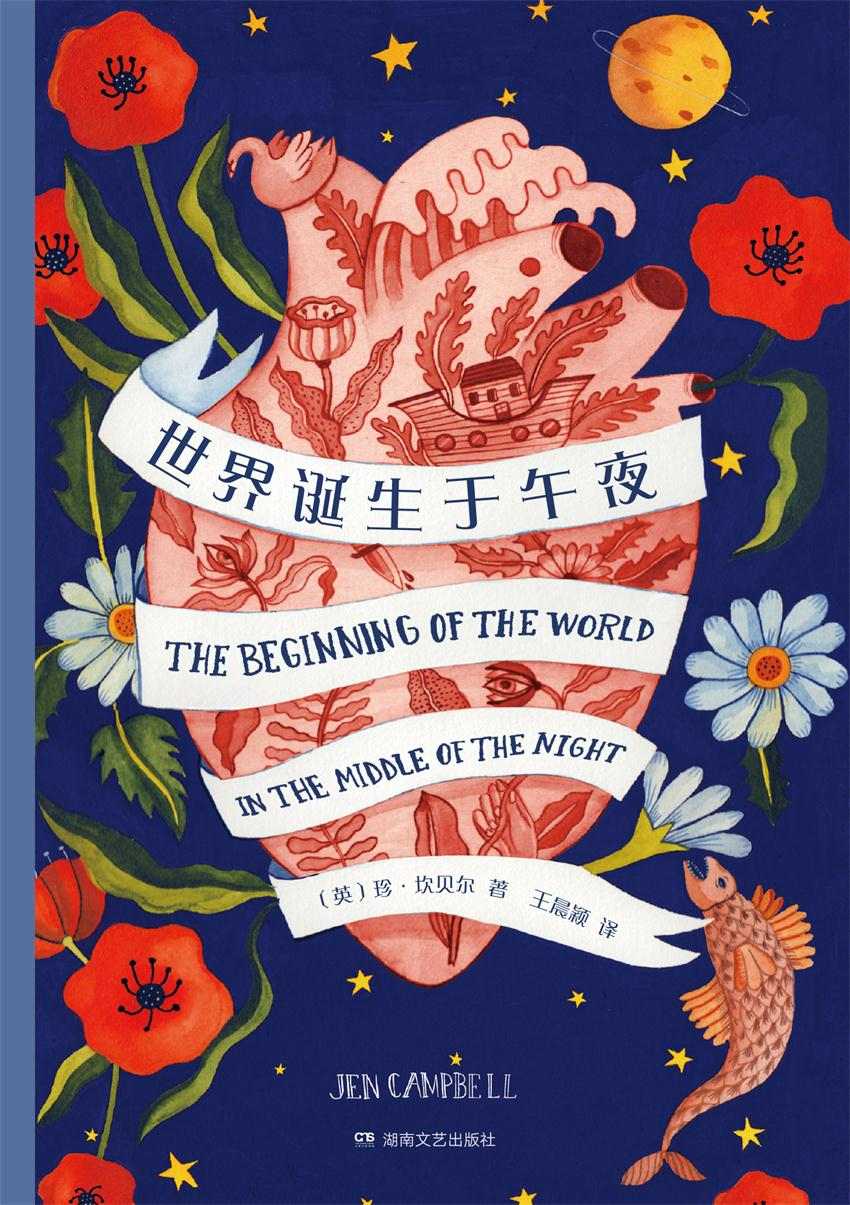 世界诞生于午夜
THE BEGINNING OF THE WORLD
IN THE MIDDLE OF THE NIGHT
（英）珍·坎贝尔 著 王晨颖 译
JEN CAMPBELL
湖南文艺出版社